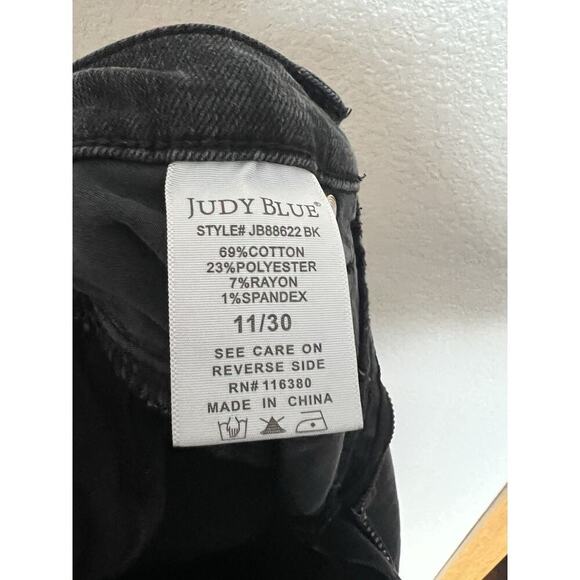 JUDY BLUE®
STYLE# JB88622 BK
69%COTTON
23%POLYESTER
7%RAYON
1%SPANDEX
11/30
SEE CARE ON
REVERSE SIDE
RN# 116380
MADE IN CHINA